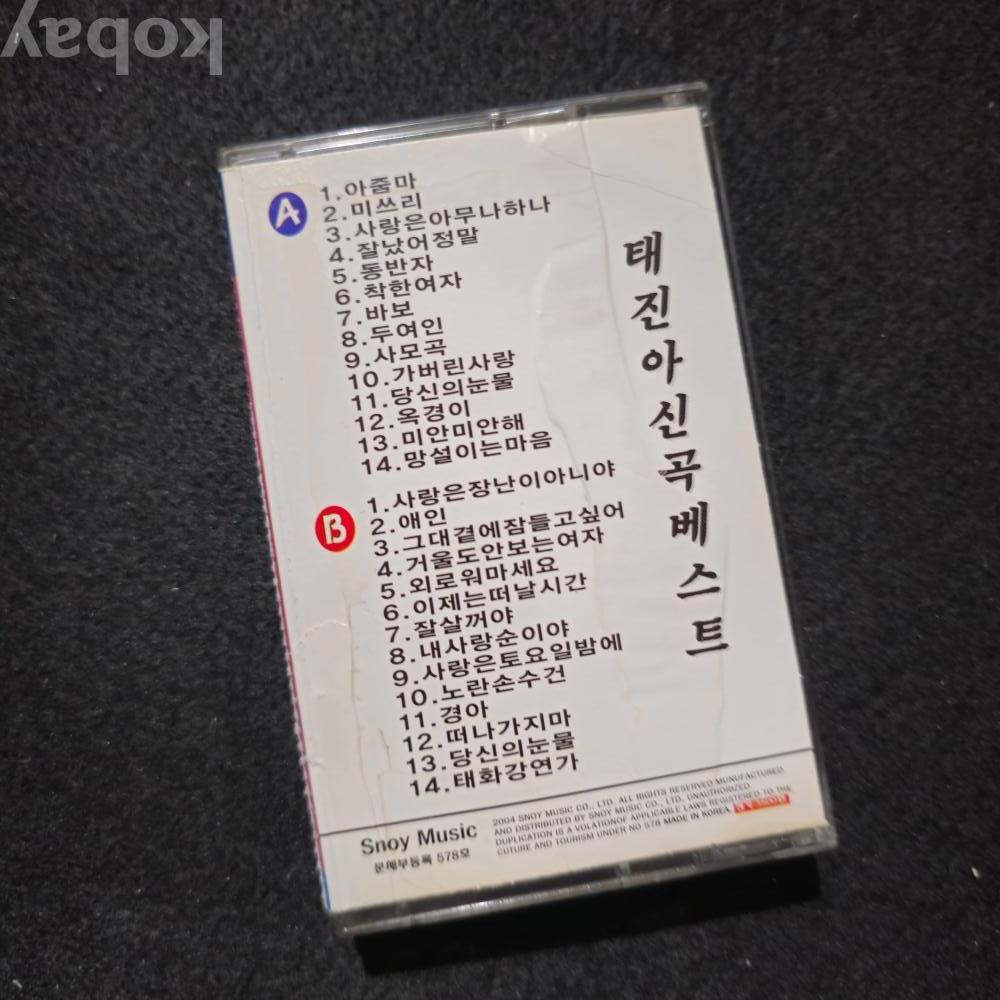 kobay
A
1.아줌마
2.미쓰리
3.사랑은아무나하나
4.잘났어정말
5.동반자
6.착한여자
7.바보
8.두여인
9.사모곡
10.가버린사랑
11.당신의눈물
12.옥경이
13.미안미안해
14.망설이는마음
B
1.사랑은장난이아니야
2.애인
3.그대곁에잠들고싶어
4.거울도안보는여자
5.외로워마세요
6.이제는떠날시간
7.잘살꺼야
8.내사랑순이야
9.사랑은토요일밤에
10.노란손수건
11.경아
12.떠나가지마
13.당신의눈물
14.태화강연가
태진아신곡베스트
Snoy Music
문예부등록 578호
2004 SNOY MUSIC CO., LTD. ALL RIGHTS RESERVED MUNUFACTURED
AND DISTRIBUTED BY SNOY MUSIC CO., LTD. UNAUTHORIZED
DUPLICATION IS A VOLATIONOF APPLICABLE LAWS REGISTERED TO THE
CUTURE AND TOURISM UNDER NO 578 MADE IN KOREA